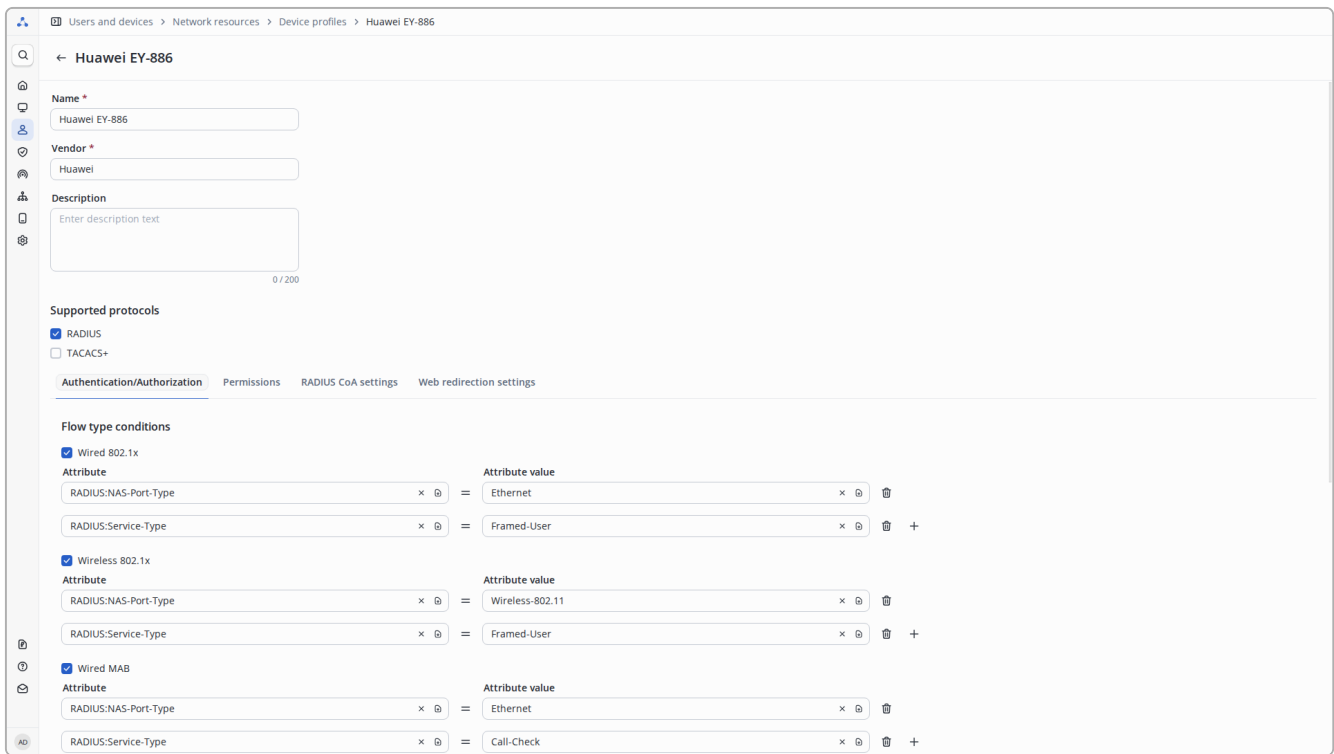 Users and devices > Network resources > Device profiles > Huawei EY-886
← Huawei EY-886
Name *
Huawei EY-886
Vendor *
Huawei
Description
Enter description text
0 / 200
Supported protocols
RADIUS
TACACS+
Authentication/Authorization Permissions RADIUS CoA settings Web redirection settings
Flow type conditions
Wired 802.1x
Attribute Attribute value
RADIUS:NAS-Port-Type = Ethernet
RADIUS:Service-Type = Framed-User +
Wireless 802.1x
Attribute Attribute value
RADIUS:NAS-Port-Type = Wireless-802.11
RADIUS:Service-Type = Framed-User +
Wired MAB
Attribute Attribute value
RADIUS:NAS-Port-Type = Ethernet
AD RADIUS:Service-Type = Call-Check +